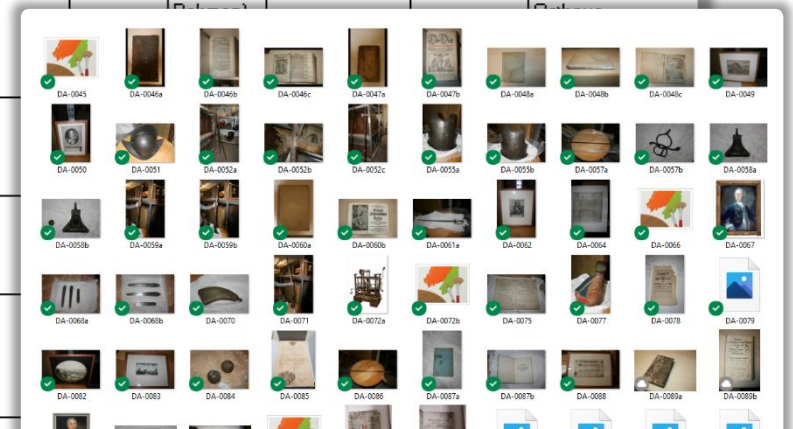 DA-0045 DA-0046a DA-0046b DA-0046c DA-0047a DA-0047b DA-0048a DA-0048b DA-0048c DA-0049
DA-0050 DA-0051 DA-0052a DA-0052b DA-0052c DA-0055a DA-0055b DA-0057a DA-0057b DA-0058a
DA-0058b DA-0059a DA-0059b DA-0060a DA-0060b DA-0061a DA-0062 DA-0064 DA-0066 DA-0067
DA-0068a DA-0068b DA-0070 DA-0071 DA-0072a DA-0072b DA-0075 DA-0077 DA-0078 DA-0079
DA-0082 DA-0083 DA-0084 DA-0085 DA-0086 DA-0087a DA-0087b DA-0088 DA-0089a DA-0089b